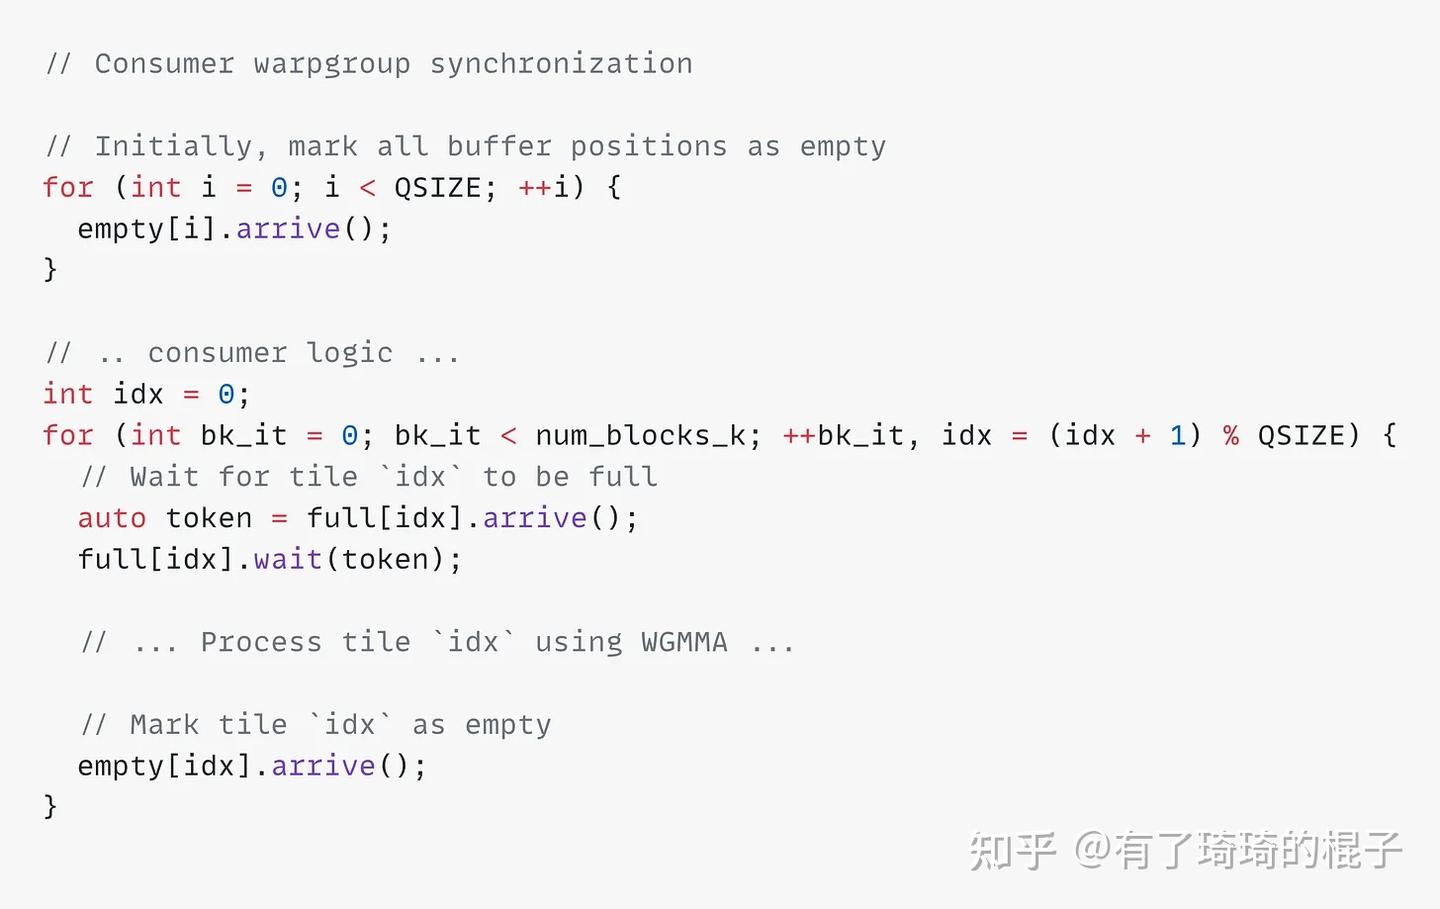 // Consumer warpgroup synchronization
// Initially, mark all buffer positions as empty
for (int i = 0; i < QSIZE; ++i) {
  empty[i].arrive();
}
// .. consumer logic ...
int idx = 0;
for (int bk_it = 0; bk_it < num_blocks_k; ++bk_it, idx = (idx + 1) % QSIZE) {
  // Wait for tile `idx` to be full
  auto token = full[idx].arrive();
  full[idx].wait(token);
  // ... Process tile `idx` using WGMMA ...
  // Mark tile `idx` as empty
  empty[idx].arrive();
}
知乎 @有了琦琦的棍子